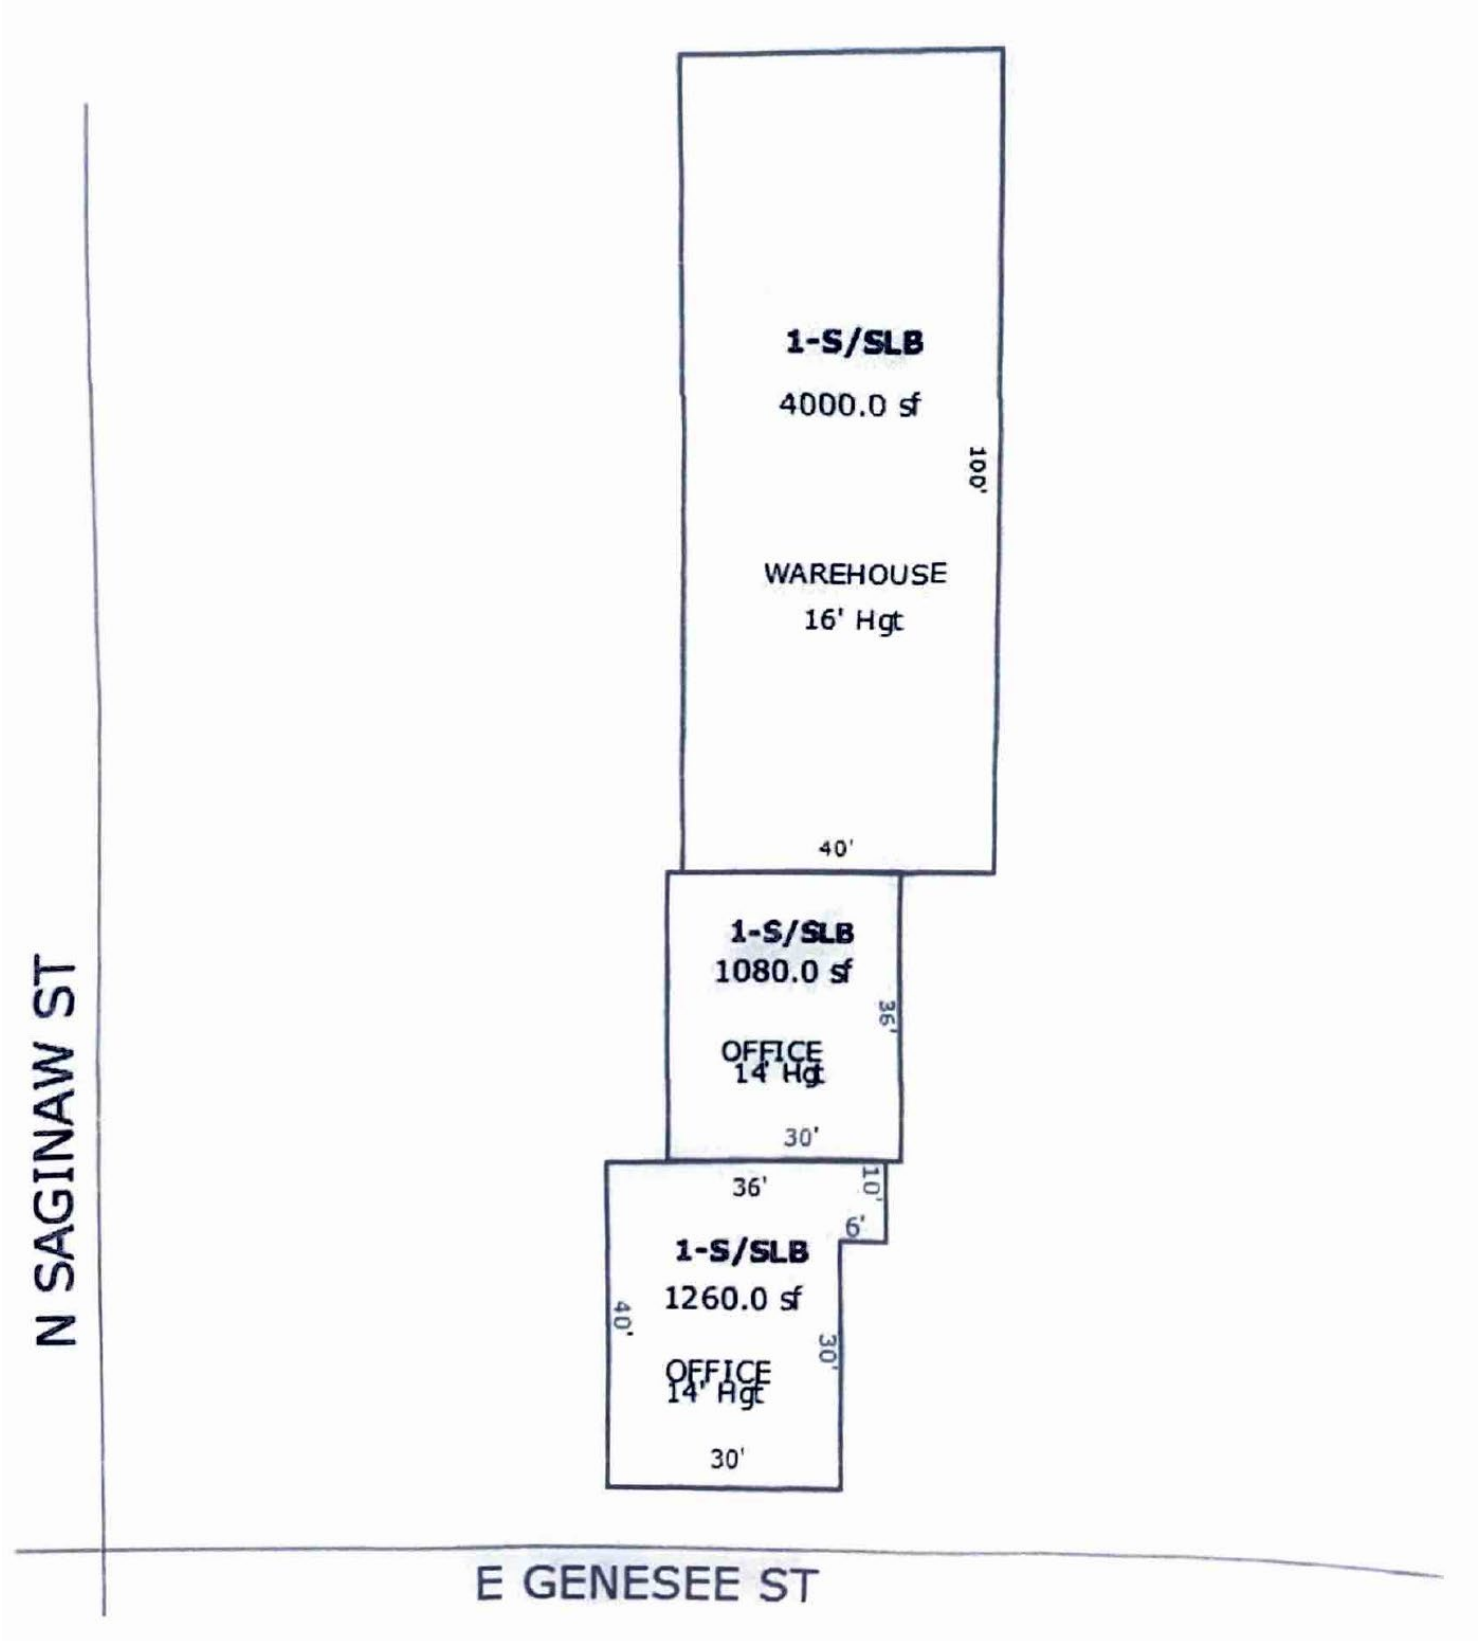 1-S/SLB
4000.0 sf
100'
WAREHOUSE
16' Hgt
40'
1-S/SLB
1080.0 sf
36'
OFFICE
14' Hgt
30'
36'
10'
6'
1-S/SLB
1260.0 sf
40'
30'
OFFICE
14' Hgt
30'
N SAGINAW ST
E GENESEE ST